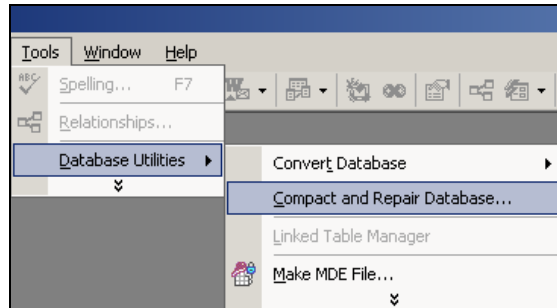 Tools Window Help
ABC
Spelling... F7
Relationships...
Database Utilities
Convert Database
Compact and Repair Database...
Linked Table Manager
Make MDE File...